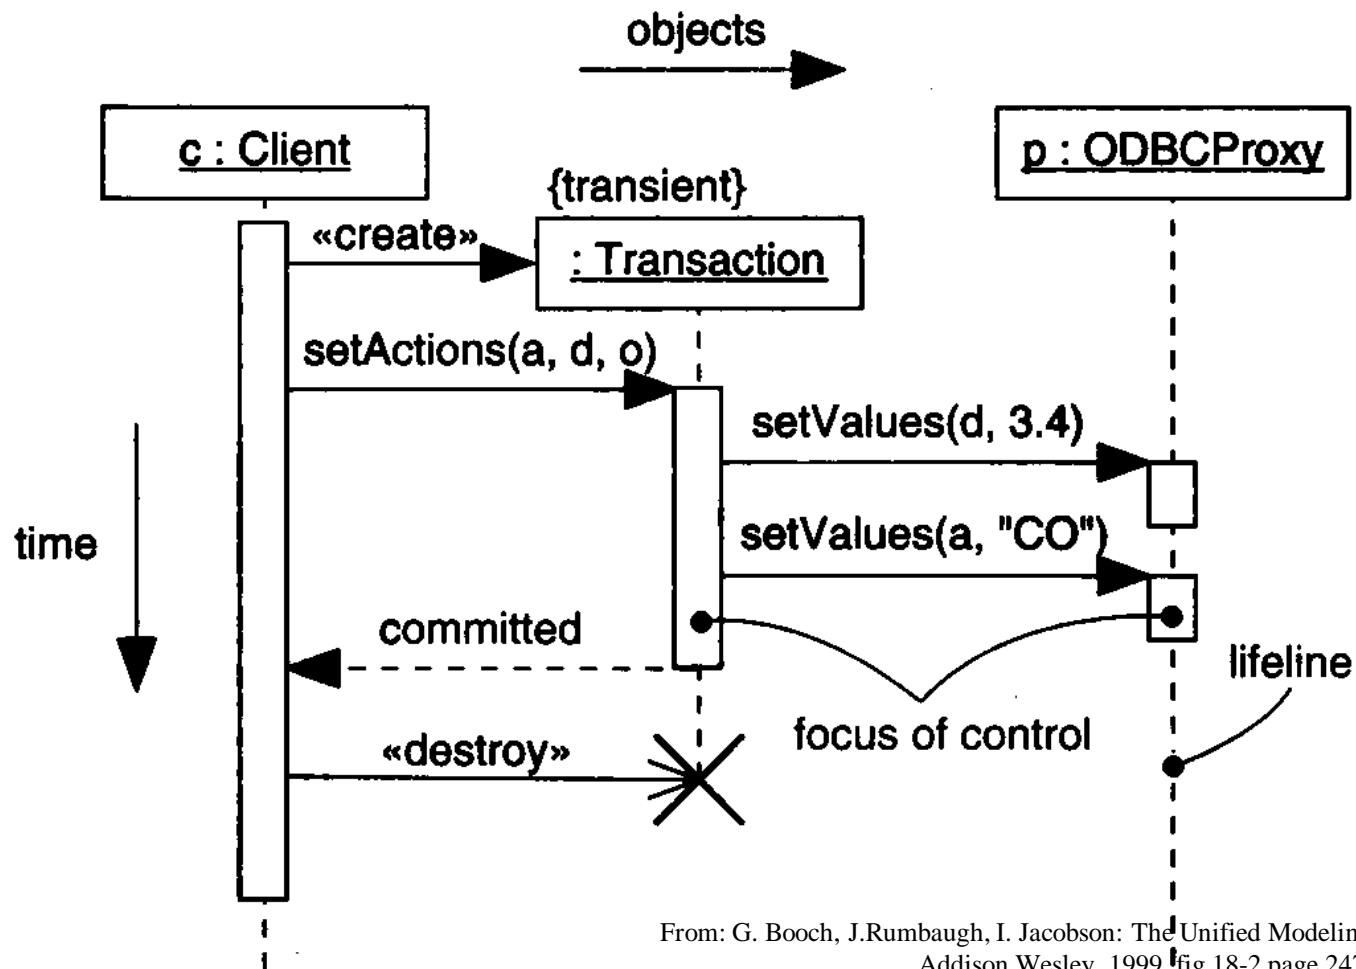 objects
c : Client
p : ODBCProxy
{transient}
«create»
: Transaction
setActions(a, d, o)
setValues(d, 3.4)
time
setValues(a, "CO")
committed
lifeline
focus of control
«destroy»
From: G. Booch, J.Rumbaugh, I. Jacobson: The Unified Modelin
Addison Wesley, 1999, fig 18-2 page 247